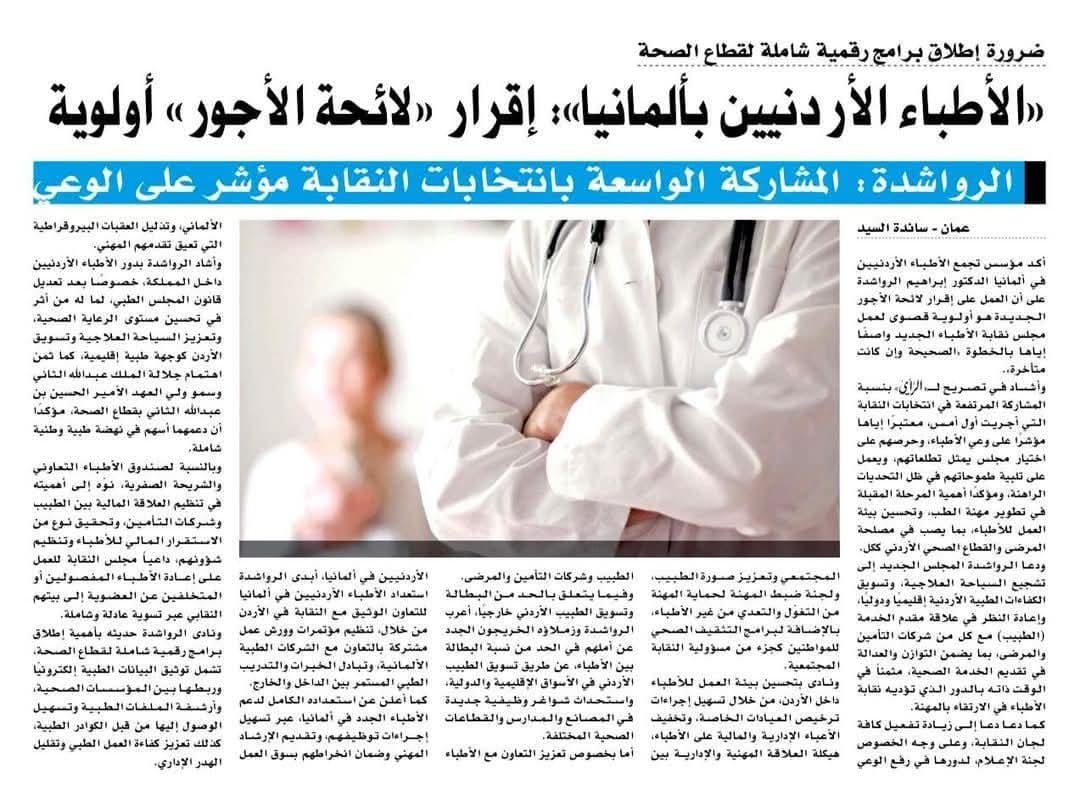 ضرورة إطلاق برامج رقمية شاملة لقطاع الصحة
«الأطباء الأردنيين بألمانيا»: إقرار «لائحة الأجور» أولوية
الرواشدة: المشاركة الواسعة بانتخابات النقابة مؤشر على الوعي
عمان - سائدة السيد
أكد مؤسس تجمع الأطباء الأردنيين
في ألمانيا الدكتور إبراهيم الرواشدة
على أن العمل على إقرار لائحة الأجور
الجديدة هو أولوية قصوى لعمل
مجلس نقابة الأطباء الجديد واصفًا
إياها بالخطوة «الصحيحة وإن كانت
متأخرة».
وأشاد في تصريح لـ«الرأي» بنسبة
المشاركة المرتفعة في انتخابات النقابة
التي أجريت أول أمس، معتبرًا إياها
مؤشرًا على وعي الأطباء، وحرصهم على
اختيار مجلس يمثل تطلعاتهم، ويعمل
على تلبية طموحاتهم في ظل التحديات
الراهنة، ومؤكدًا أهمية المرحلة المقبلة
في تطوير مهنة الطب، وتحسين بيئة
العمل للأطباء، بما يصب في مصلحة
المرضى والقطاع الصحي الأردني ككل.
ودعا الرواشدة المجلس الجديد إلى
تشجيع السياحة العلاجية، وتسويق
الكفاءات الطبية الأردنية إقليميًا ودوليًا،
وإعادة النظر في علاقة مقدم الخدمة
(الطبيب) مع كل من شركات التأمين
والمرضى، بما يضمن التوازن والعدالة
في تقديم الخدمة الصحية، مثمنًا في
الوقت ذاته بالدور الذي تؤديه نقابة
الأطباء في الارتقاء بالمهنة.
كما دعا دعا إلى زيادة تفعيل كافة
لجان النقابة، وعلى وجه الخصوص
لجنة الإعلام، لدورها في رفع الوعي
المجتمعي وتعزيز صورة الطبيب،
ولجنة ضبط المهنة لحماية المهنة
من التغول والتعدي من غير الأطباء،
بالإضافة لبرامج التثقيف الصحي
للمواطنين كجزء من مسؤولية النقابة
المجتمعية.
ونادى بتحسين بيئة العمل للأطباء
داخل الأردن، من خلال تسهيل إجراءات
ترخيص العيادات الخاصة، وتخفيف
الأعباء الإدارية والمالية على الأطباء،
هيكلة العلاقة المهنية والإدارية بين
الطبيب وشركات التأمين والمرضى.
وفيما يتعلق بالحد من البطالة
وتسويق الطبيب الأردني خارجيًا، أعرب
الرواشدة وزملاؤه الخريجون الجدد
عن أملهم في الحد من نسبة البطالة
بين الأطباء، عن طريق تسويق الطبيب
الأردني في الأسواق الإقليمية والدولية،
واستحداث شواغر وظيفية جديدة
في المصانع والمدارس والقطاعات
الصحية المختلفة.
أما بخصوص تعزيز التعاون مع الأطباء
الأردنيين في ألمانيا، أبدى الرواشدة
استعداد الأطباء الأردنيين في ألمانيا
للتعاون الوثيق مع النقابة في الأردن
من خلال، تنظيم مؤتمرات وورش عمل
مشتركة بالتعاون مع الشركات الطبية
الألمانية، وتبادل الخبرات والتدريب
الطبي المستمر بين الداخل والخارج.
كما أعلن عن استعداده الكامل لدعم
الأطباء الجدد في ألمانيا، عبر تسهيل
إجراءات توظيفهم، وتقديم الإرشاد
المهني وضمان انخراطهم بسوق العمل
الألماني، وتذليل العقبات البيروقراطية
التي تعيق تقدمهم المهني.
وأشاد الرواشدة بدور الأطباء الأردنيين
داخل المملكة، خصوصًا بعد تعديل
قانون المجلس الطبي، لما له من أثر
في تحسين مستوى الرعاية الصحية،
وتعزيز السياحة العلاجية وتسويق
الأردن كوجهة طبية إقليمية، كما ثمن
اهتمام جلالة الملك عبدالله الثاني
وسمو ولي العهد الأمير الحسين بن
عبدالله الثاني بقطاع الصحة، مؤكدًا
أن دعمهما أسهم في نهضة طبية وطنية
شاملة.
وبالنسبة لصندوق الأطباء التعاوني
والشريحة الصفرية، نوّه إلى أهميته
في تنظيم العلاقة المالية بين الطبيب
وشركات التأمين، وتحقيق نوع من
الاستقرار المالي للأطباء وتنظيم
شؤونهم، داعياً مجلس النقابة للعمل
على إعادة الأطباء المفصولين أو
المتخلفين عن العضوية إلى بيتهم
النقابي عبر تسوية عادلة وشاملة.
ونادى الرواشدة حديثه بأهمية إطلاق
برامج رقمية شاملة لقطاع الصحة،
تشمل توثيق البيانات الطبية إلكترونيًا
وربطها بين المؤسسات الصحية،
وأرشفة الملفات الطبية وتسهيل
الوصول إليها من قبل الكوادر الطبية،
كذلك تعزيز كفاءة العمل الطبي وتقليل
الهدر الإداري.